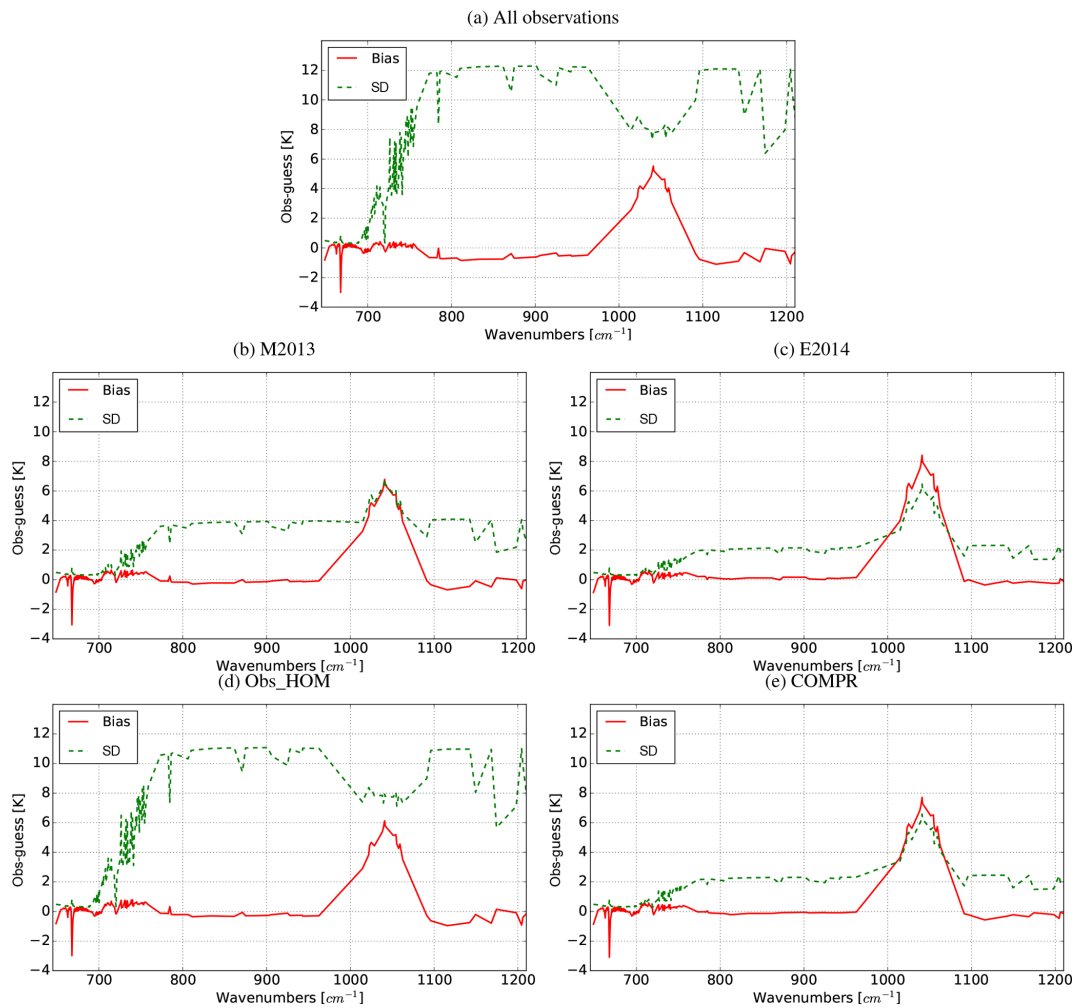 (a) All observations
Bias
SD
Obs-guess [K]
14
12
10
8
6
4
2
0
−2
−4
700 800 900 1000 1100 1200
Wavenumbers [cm⁻¹]
(b) M2013
Bias
SD
Obs-guess [K]
14
12
10
8
6
4
2
0
−2
−4
700 800 900 1000 1100 1200
Wavenumbers [cm⁻¹]
(c) E2014
Bias
SD
Obs-guess [K]
14
12
10
8
6
4
2
0
−2
−4
700 800 900 1000 1100 1200
Wavenumbers [cm⁻¹]
(d) Obs_HOM
Bias
SD
Obs-guess [K]
14
12
10
8
6
4
2
0
−2
−4
700 800 900 1000 1100 1200
Wavenumbers [cm⁻¹]
(e) COMPR
Bias
SD
Obs-guess [K]
14
12
10
8
6
4
2
0
−2
−4
700 800 900 1000 1100 1200
Wavenumbers [cm⁻¹]